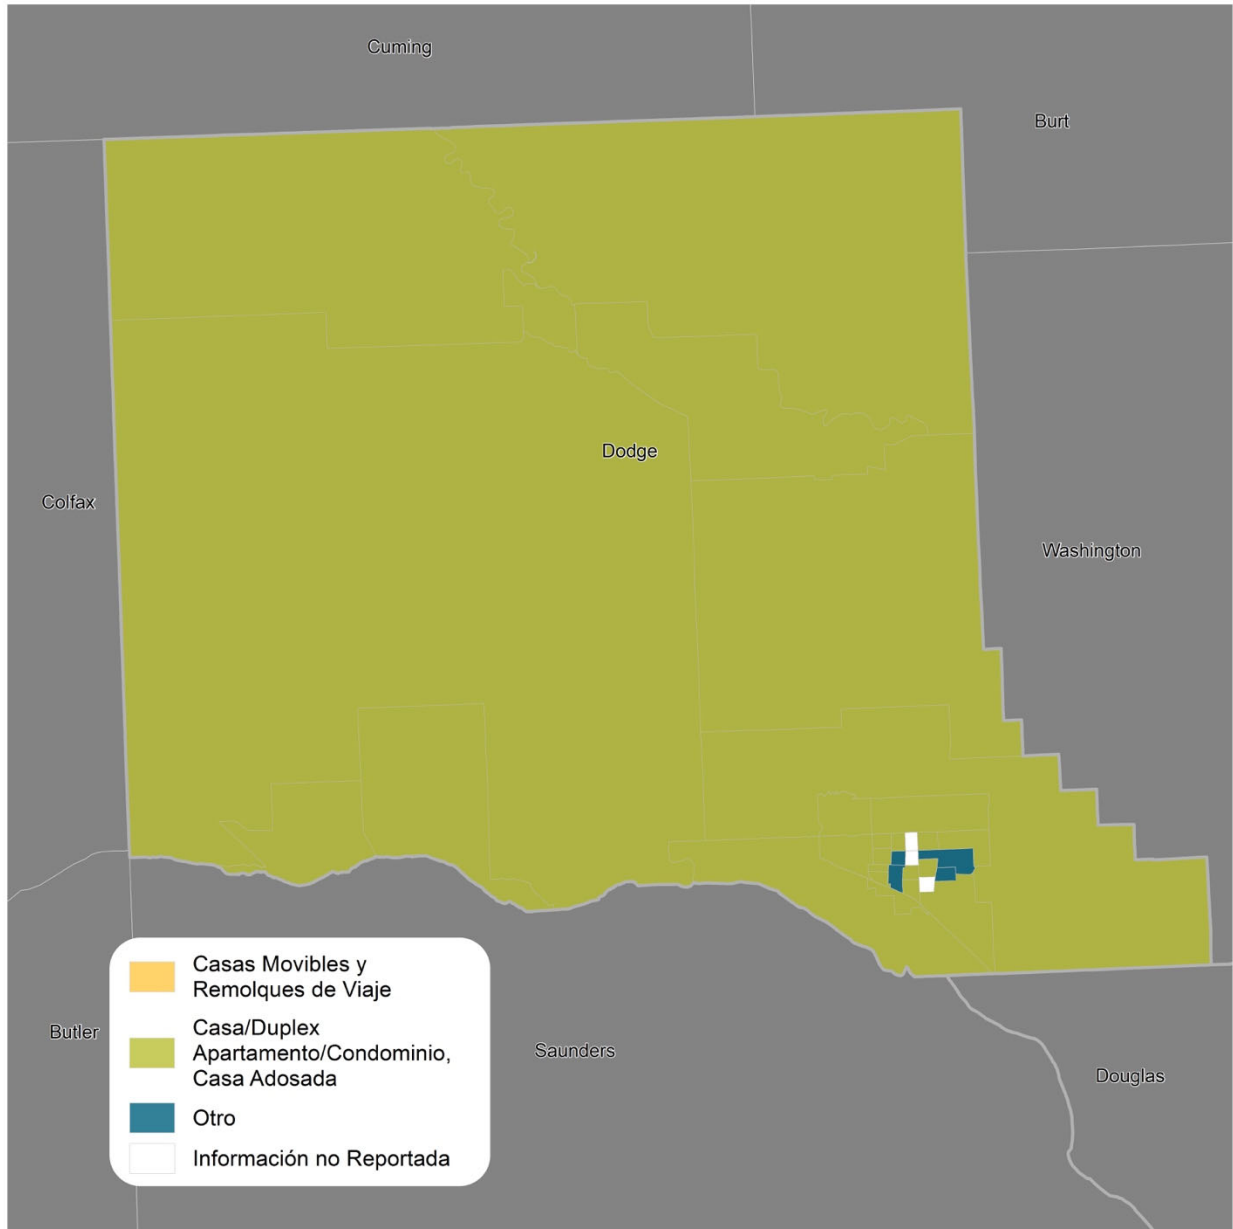 Cuming
Burt
Dodge
Colfax
Washington
Casas Movibles y
Remolques de Viaje
Casa/Duplex
Apartamento/Condominio,
Casa Adosada
Otro
Información no Reportada
Butler
Saunders
Douglas